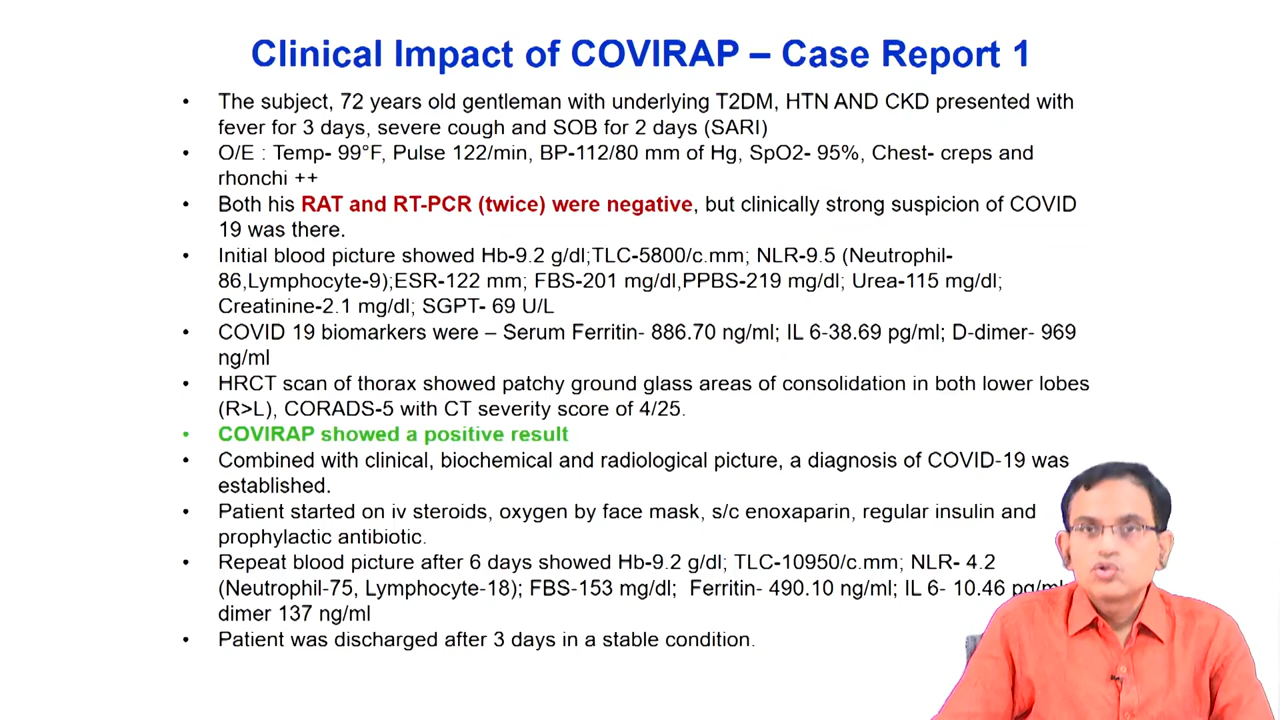 Clinical Impact of COVIRAP – Case Report 1
• The subject, 72 years old gentleman with underlying T2DM, HTN AND CKD presented with
fever for 3 days, severe cough and SOB for 2 days (SARI)
• O/E : Temp- 99°F, Pulse 122/min, BP-112/80 mm of Hg, SpO2- 95%, Chest- creps and
rhonchi ++
• Both his RAT and RT-PCR (twice) were negative, but clinically strong suspicion of COVID
19 was there.
• Initial blood picture showed Hb-9.2 g/dl;TLC-5800/c.mm; NLR-9.5 (Neutrophil-
86,Lymphocyte-9);ESR-122 mm; FBS-201 mg/dl,PPBS-219 mg/dl; Urea-115 mg/dl;
Creatinine-2.1 mg/dl; SGPT- 69 U/L
• COVID 19 biomarkers were – Serum Ferritin- 886.70 ng/ml; IL 6-38.69 pg/ml; D-dimer- 969
ng/ml
• HRCT scan of thorax showed patchy ground glass areas of consolidation in both lower lobes
(R>L), CORADS-5 with CT severity score of 4/25.
• COVIRAP showed a positive result
• Combined with clinical, biochemical and radiological picture, a diagnosis of COVID-19 was
established.
• Patient started on iv steroids, oxygen by face mask, s/c enoxaparin, regular insulin and
prophylactic antibiotic.
• Repeat blood picture after 6 days showed Hb-9.2 g/dl; TLC-10950/c.mm; NLR- 4.2
(Neutrophil-75, Lymphocyte-18); FBS-153 mg/dl; Ferritin- 490.10 ng/ml; IL 6- 10.46 pg/ml
dimer 137 ng/ml
• Patient was discharged after 3 days in a stable condition.